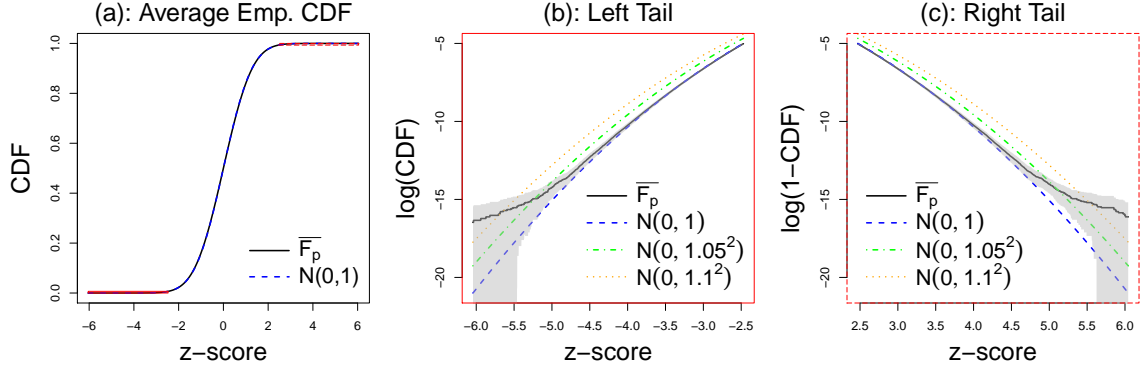 (a): Average Emp. CDF
CDF
0.0
0.2
0.4
0.6
0.8
1.0
F̅p̅
N(0,1)
−6
−4
−2
0
2
4
6
z−score
(b): Left Tail
log(CDF)
−5
−10
−15
−20
F̅p̅
N(0, 1)
N(0, 1.05²)
N(0, 1.1²)
−6.0
−5.5
−5.0
−4.5
−4.0
−3.5
−3.0
−2.5
z−score
(c): Right Tail
log(1−CDF)
−5
−10
−15
−20
F̅p̅
N(0, 1)
N(0, 1.05²)
N(0, 1.1²)
2.5
3.0
3.5
4.0
4.5
5.0
5.5
6.0
z−score